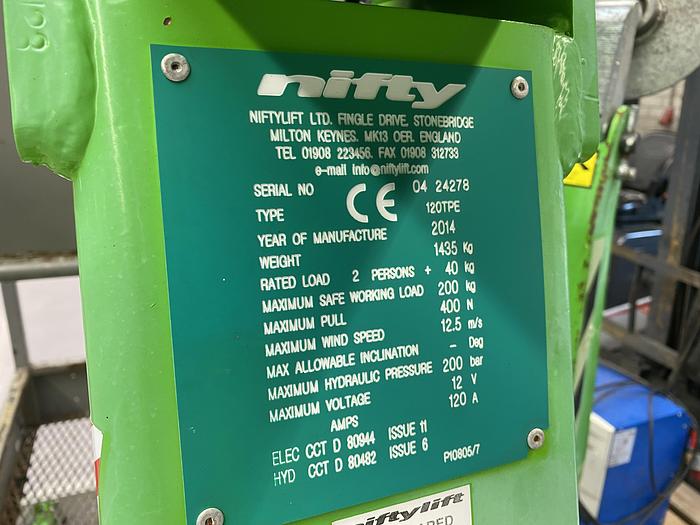 nifty
NIFTYLIFT LTD. FINGLE DRIVE, STONEBRIDGE
MILTON KEYNES. MK13 OER. ENGLAND
TEL 01908 223456. FAX 01908 312733
e-mail info@niftylift.com
SERIAL NO CE 04 24278
TYPE 120TPE
YEAR OF MANUFACTURE 2014
WEIGHT 1435 Kg
RATED LOAD 2 PERSONS + 40 kg
MAXIMUM SAFE WORKING LOAD 200 kg
MAXIMUM PULL 400 N
MAXIMUM WIND SPEED 12.5 m/s
MAX ALLOWABLE INCLINATION – Deg
MAXIMUM HYDRAULIC PRESSURE 200 bar
MAXIMUM VOLTAGE 12 V
AMPS 120 A
ELEC CCT D 80944 ISSUE 11
HYD CCT D 80482 ISSUE 6
P10805/7
niftylift